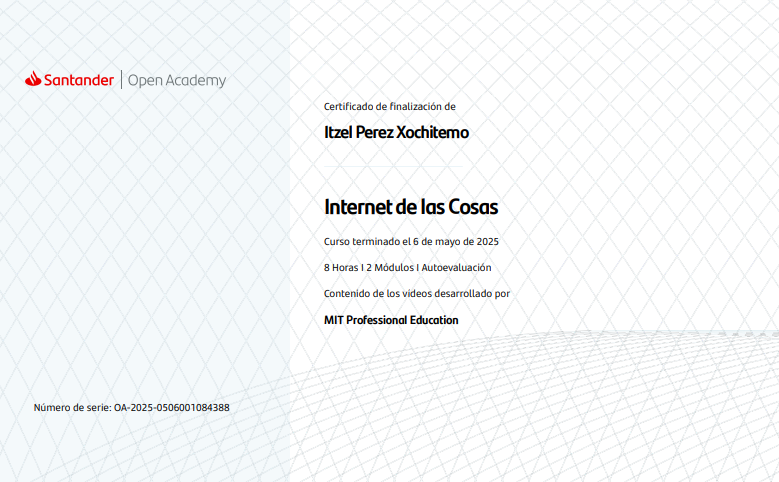 Santander | Open Academy
Certificado de finalización de
Itzel Perez Xochitemo
Internet de las Cosas
Curso terminado el 6 de mayo de 2025
8 Horas I 2 Módulos I Autoevaluación
Contenido de los vídeos desarrollado por
MIT Professional Education
Número de serie: OA-2025-0506001084388